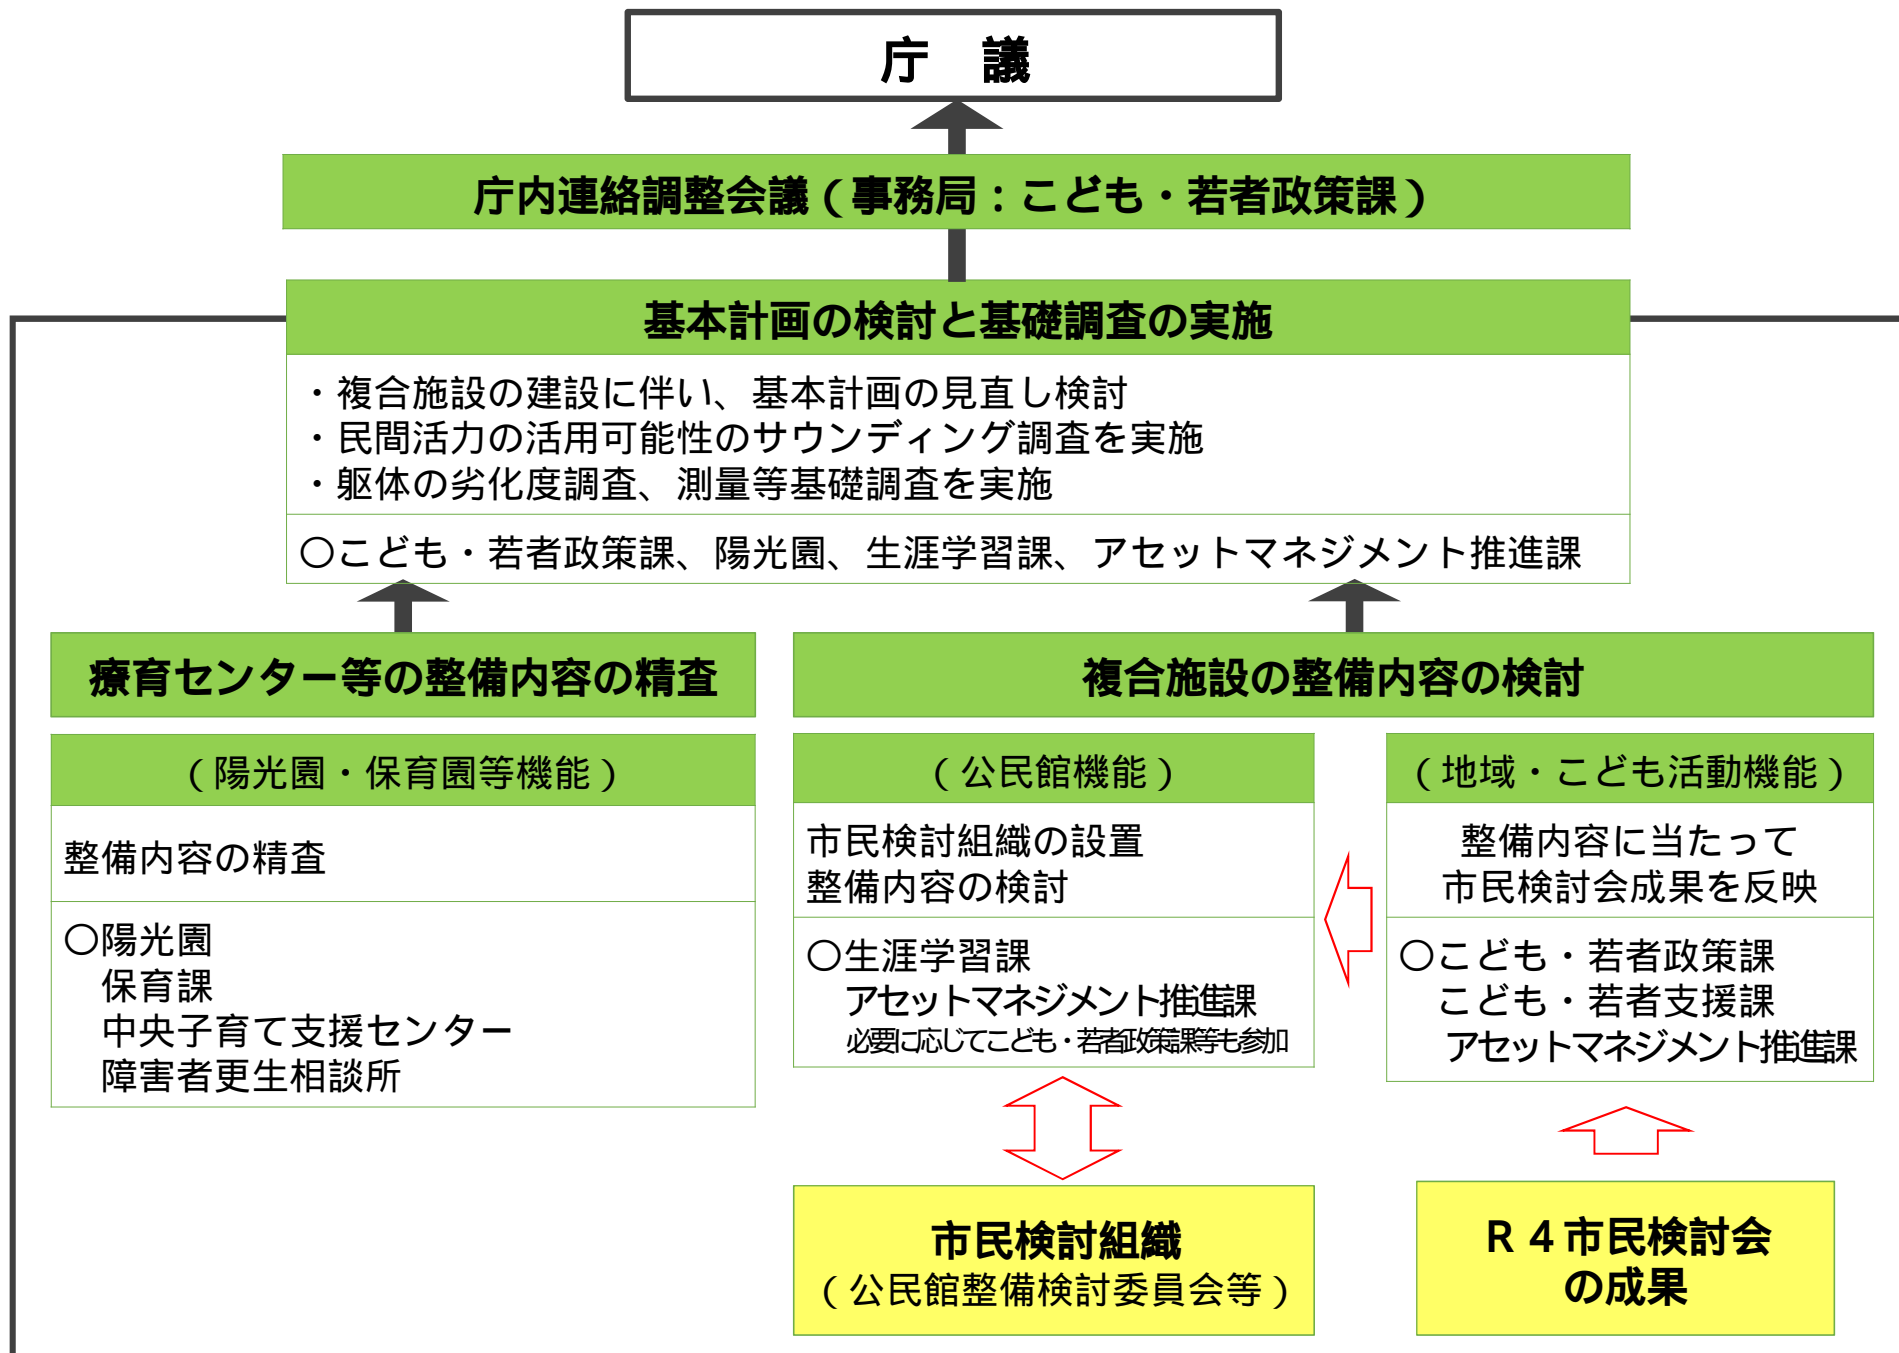 庁　議
庁内連絡調整会議（事務局：こども・若者政策課）
基本計画の検討と基礎調査の実施
・複合施設の建設に伴い、基本計画の見直し検討
・民間活力の活用可能性のサウンディング調査を実施
・躯体の劣化度調査、測量等基礎調査を実施
〇こども・若者政策課、陽光園、生涯学習課、アセットマネジメント推進課
療育センター等の整備内容の精査
（陽光園・保育園等機能）
整備内容の精査
〇陽光園
保育課
中央子育て支援センター
障害者更生相談所
複合施設の整備内容の検討
（公民館機能）
市民検討組織の設置
整備内容の検討
〇生涯学習課
アセットマネジメント推進課
必要に応じてこども・若者政策課等も参加
（地域・こども活動機能）
整備内容に当たって
市民検討会成果を反映
〇こども・若者政策課
こども・若者支援課
アセットマネジメント推進課
市民検討組織
（公民館整備検討委員会等）
Ｒ４市民検討会
の成果